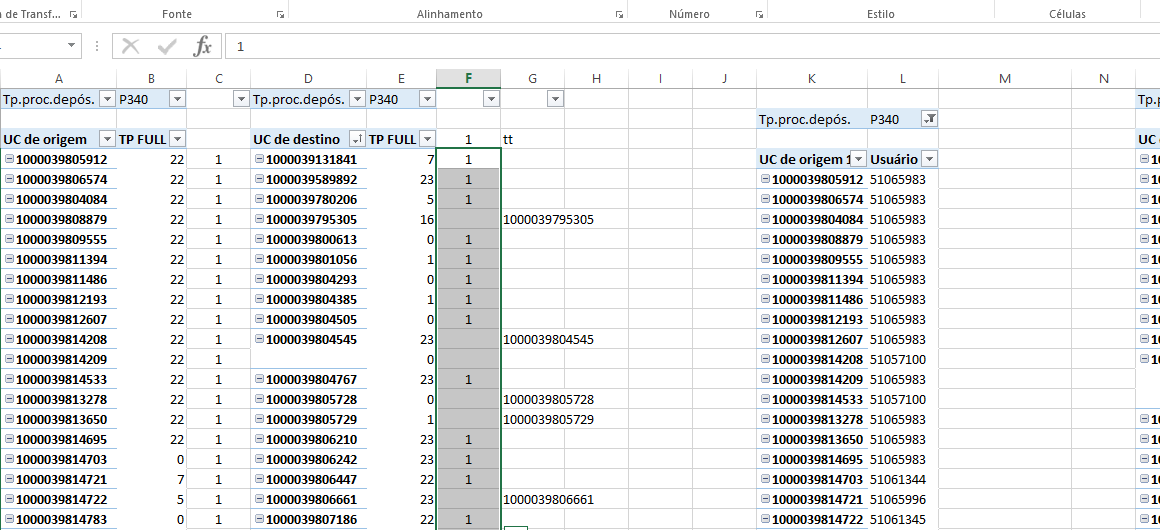 a de Transf... Fonte Alinhamento Número Estilo Células
fx 1
A B C D E F G H I J K L M N
Tp.proc.depós. P340 Tp.proc.depós. P340 Tp.p
Tp.proc.depós. P340
UC de origem TP FULL UC de destino TP FULL 1 tt UC
1000039805912 22 1 1000039131841 7 1 UC de origem 1 Usuário
1000039806574 22 1 1000039589892 23 1 1000039805912 51065983
1000039804084 22 1 1000039780206 5 1 1000039806574 51065983
1000039808879 22 1 1000039795305 16 1000039795305 1000039804084 51065983
1000039809555 22 1 1000039800613 0 1 1000039808879 51065983
1000039811394 22 1 1000039801056 1 1 1000039809555 51065983
1000039811486 22 1 1000039804293 0 1 1000039811394 51065983
1000039812193 22 1 1000039804385 1 1 1000039811486 51065983
1000039812607 22 1 1000039804505 0 1 1000039812193 51065983
1000039814208 22 1 1000039804545 23 1000039804545 1000039812607 51065983
1000039814209 22 1 0 1000039814208 51057100
1000039814533 22 1 1000039804767 23 1 1000039814209 51065983
1000039813278 22 1 1000039805728 0 1000039805728 1000039814533 51057100
1000039813650 22 1 1000039805729 1 1000039805729 1000039813278 51065983
1000039814695 22 1 1000039806210 23 1 1000039813650 51065983
1000039814703 0 1 1000039806242 23 1 1000039814695 51065983
1000039814721 7 1 1000039806447 22 1 1000039814703 51061344
1000039814722 5 1 1000039806661 23 1000039806661 1000039814721 51065996
1000039814783 0 1 1000039807186 22 1 1000039814722 51061345